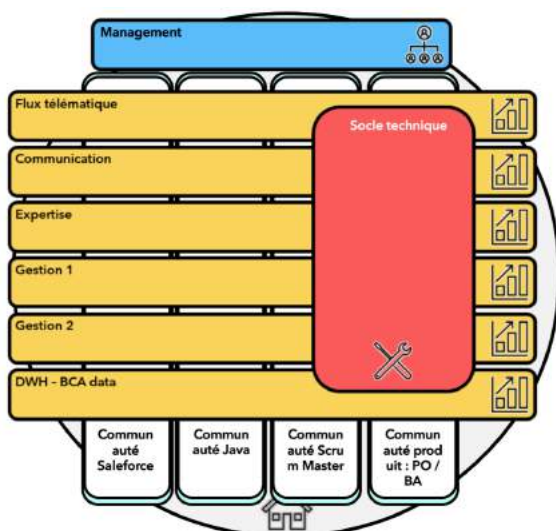 Management
Flux télématique
Socle technique
Communication
Expertise
Gestion 1
Gestion 2
DWH - BCA data
Commun
auté
Saleforce
Commun
auté Java
Commun
auté Scru
m Master
Commun
auté prod
uit : PO /
BA